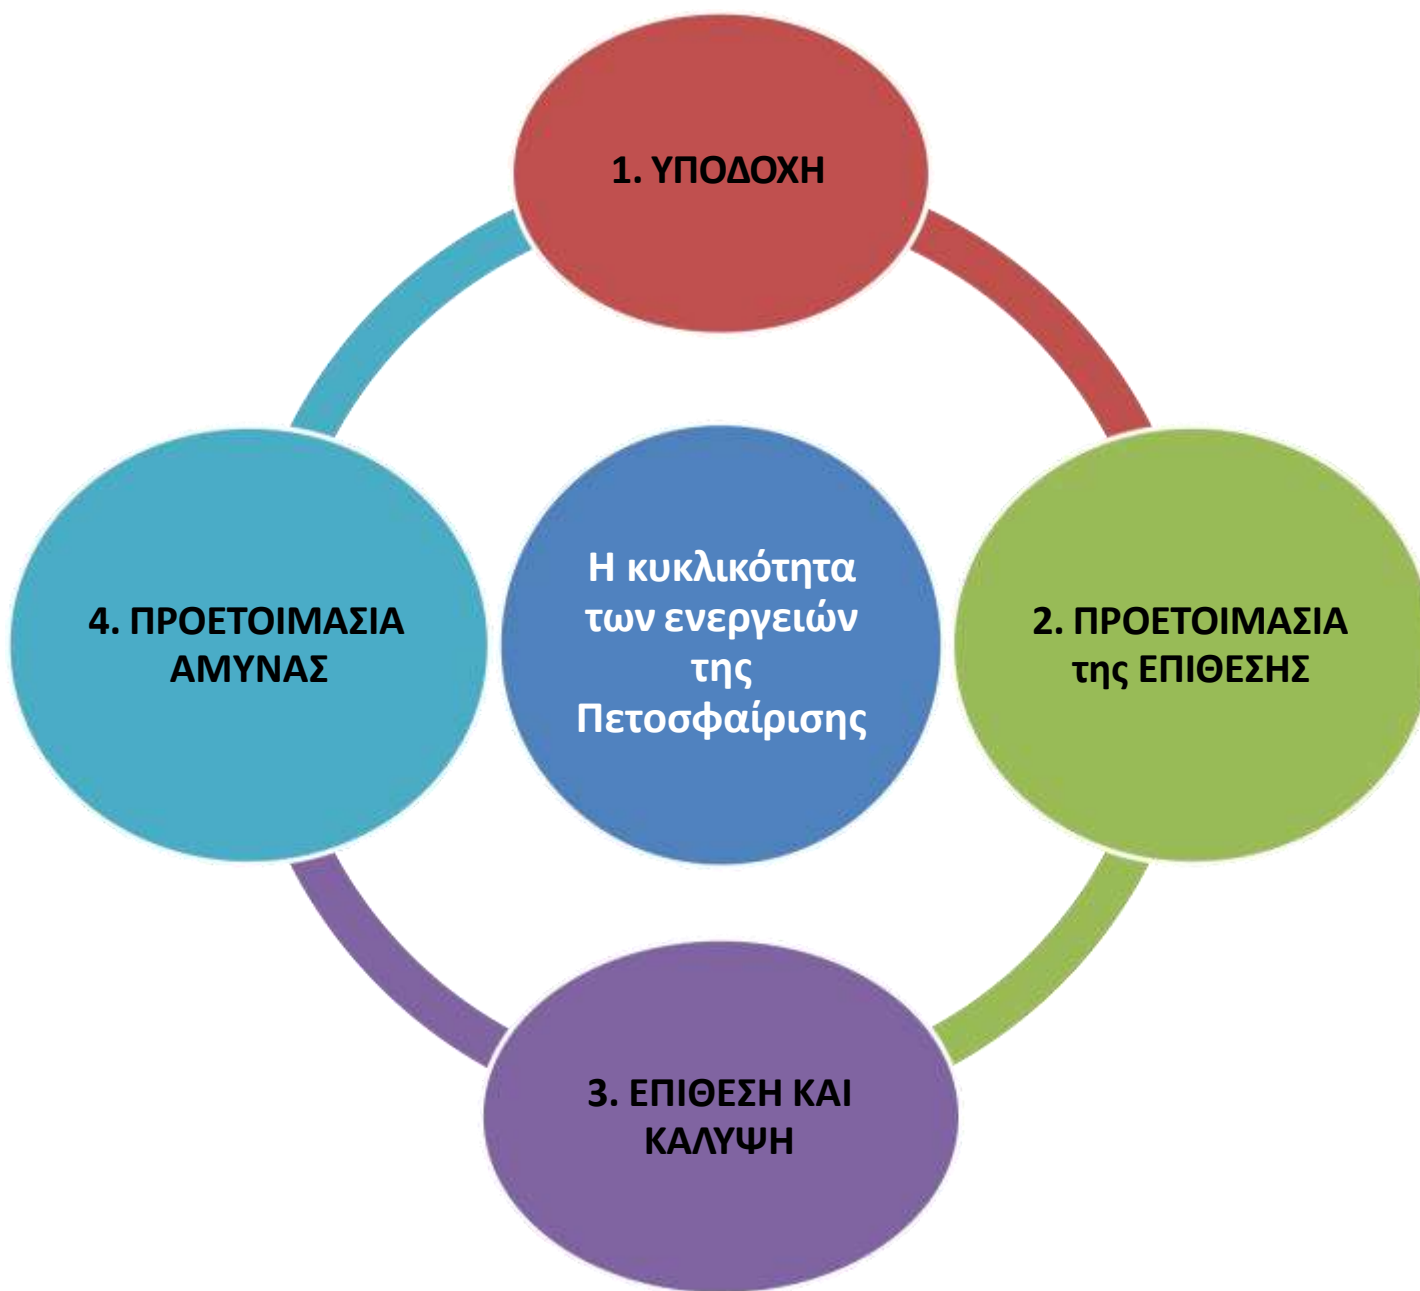 1. ΥΠΟΔΟΧΗ
2. ΠΡΟΕΤΟΙΜΑΣΙΑ
της ΕΠΙΘΕΣΗΣ
3. ΕΠΙΘΕΣΗ ΚΑΙ
ΚΑΛΥΨΗ
4. ΠΡΟΕΤΟΙΜΑΣΙΑ
ΑΜΥΝΑΣ
Η κυκλικότητα
των ενεργειών
της
Πετοσφαίρισης